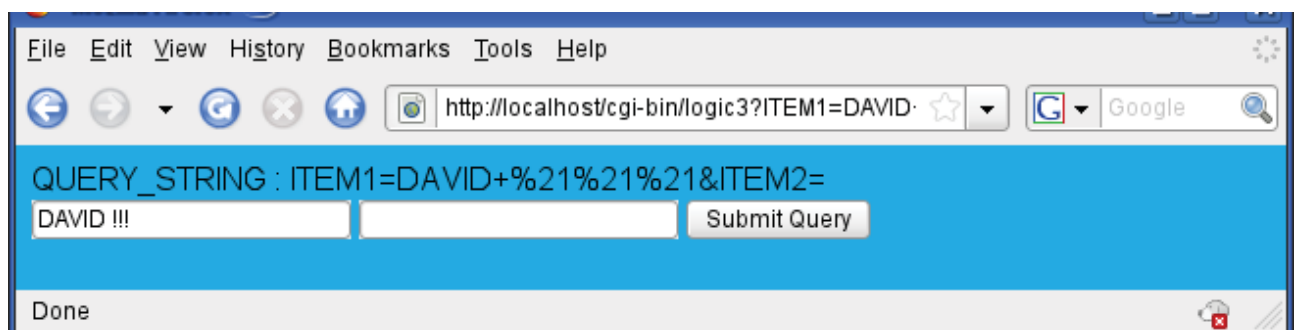 File Edit View History Bookmarks Tools Help
http://localhost/cgi-bin/logic3?ITEM1=DAVID
G Google
QUERY_STRING : ITEM1=DAVID+%21%21%21&ITEM2=
DAVID !!! Submit Query
Done